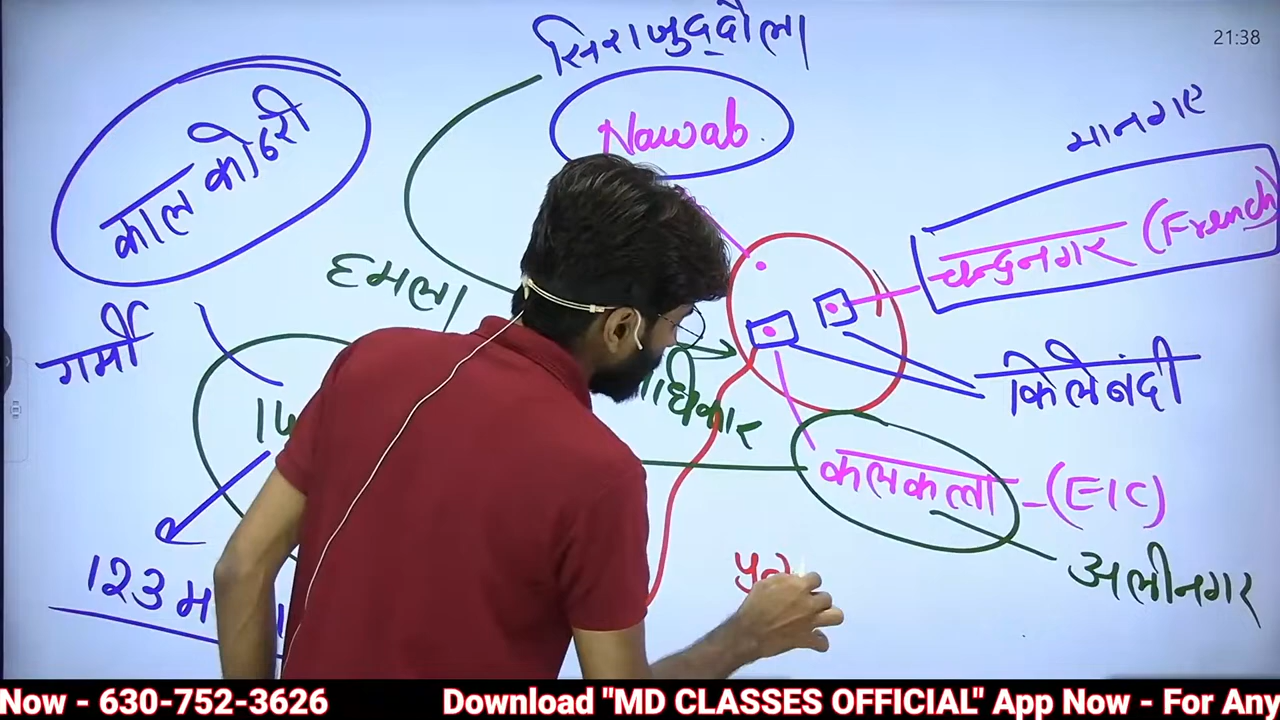 21:38
सिराजुद्दौला
Nawab
काल कोठरी
मानगए
चन्द्रनगर (French)
हमला
गर्मी
किलेबंदी
कलकत्ता - (EIC)
123
अलीनगर
Now - 630-752-3626 Download "MD CLASSES OFFICIAL" App Now - For Any